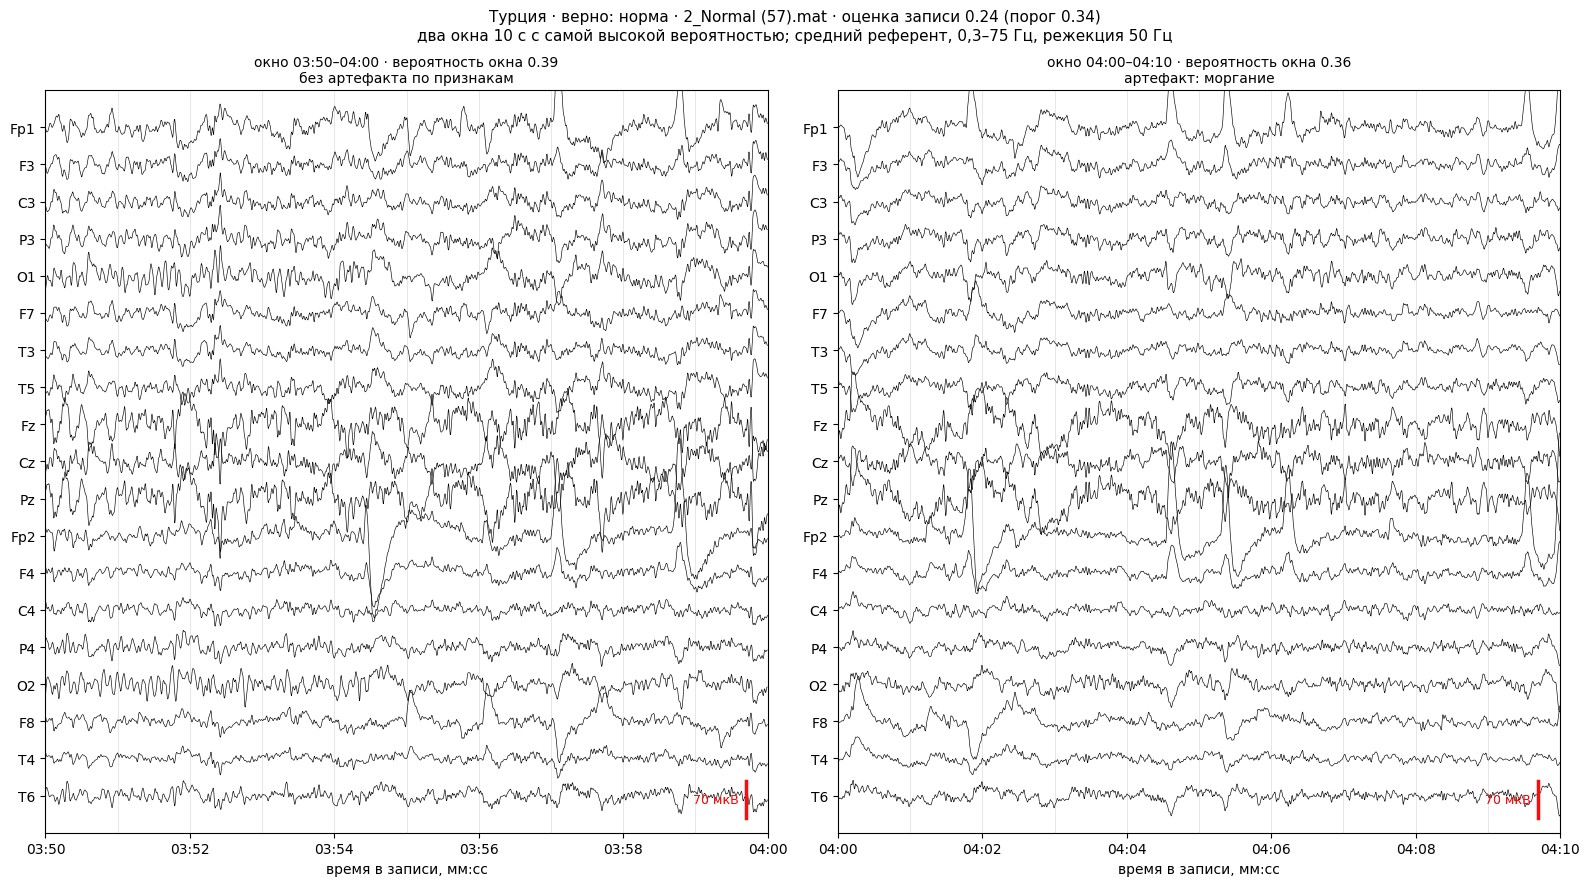 Турция · верно: норма · 2_Normal (57).mat · оценка записи 0.24 (порог 0.34)
два окна 10 с с самой высокой вероятностью; средний референт, 0,3–75 Гц, режекция 50 Гц
окно 03:50–04:00 · вероятность окна 0.39
без артефакта по признакам
Fp1
F3
C3
P3
O1
F7
T3
T5
Fz
Cz
Pz
Fp2
F4
C4
P4
O2
F8
T4
T6
70 мкВ
03:50 03:52 03:54 03:56 03:58 04:00
время в записи, мм:сс
окно 04:00–04:10 · вероятность окна 0.36
артефакт: моргание
Fp1
F3
C3
P3
O1
F7
T3
T5
Fz
Cz
Pz
Fp2
F4
C4
P4
O2
F8
T4
T6
70 мкВ
04:00 04:02 04:04 04:06 04:08 04:10
время в записи, мм:сс